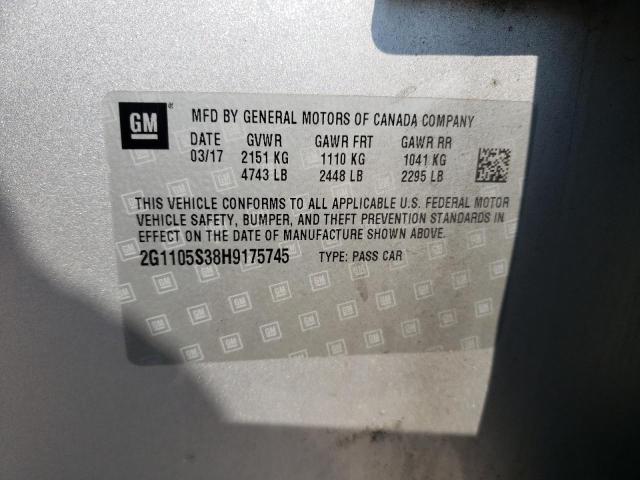 GM ®
MFD BY GENERAL MOTORS OF CANADA COMPANY
DATE GVWR GAWR FRT GAWR RR
03/17 2151 KG 1110 KG 1041 KG
4743 LB 2448 LB 2295 LB
THIS VEHICLE CONFORMS TO ALL APPLICABLE U.S. FEDERAL MOTOR
VEHICLE SAFETY, BUMPER, AND THEFT PREVENTION STANDARDS IN
EFFECT ON THE DATE OF MANUFACTURE SHOWN ABOVE.
2G1105S38H9175745 TYPE: PASS CAR